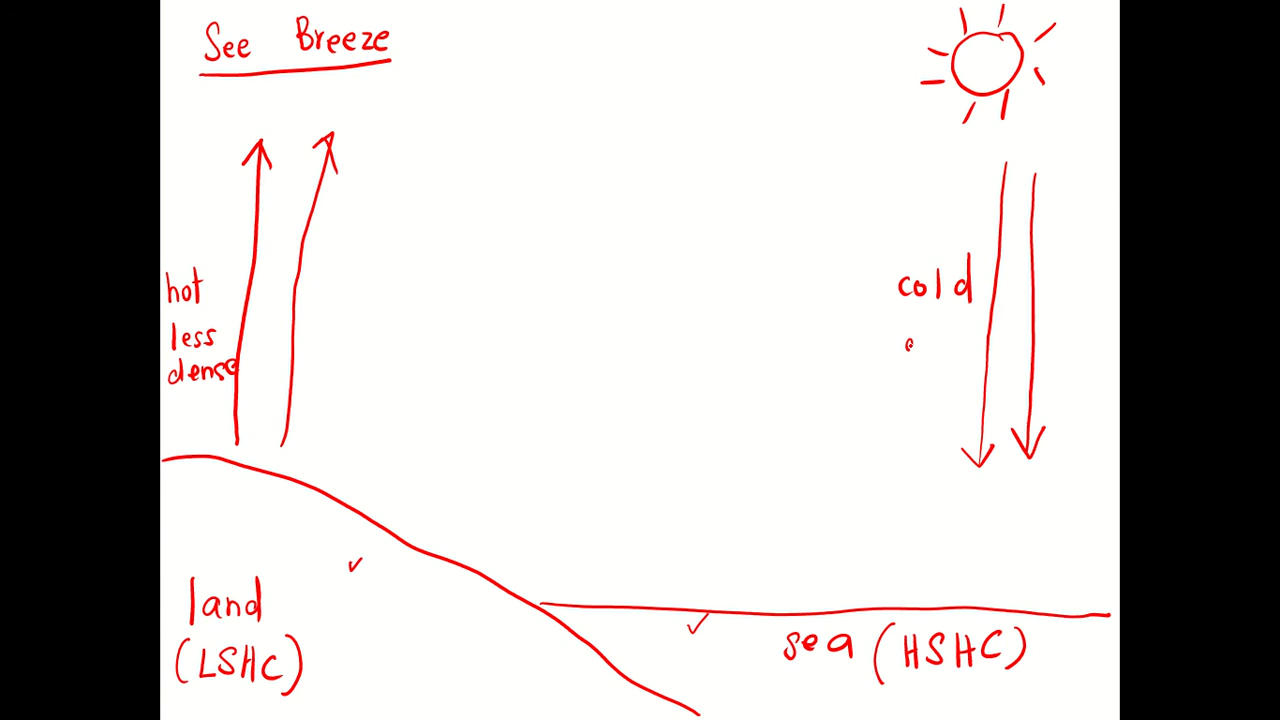 See Breeze
hot
less
dense
cold
land
(LSHC)
sea (HSHC)